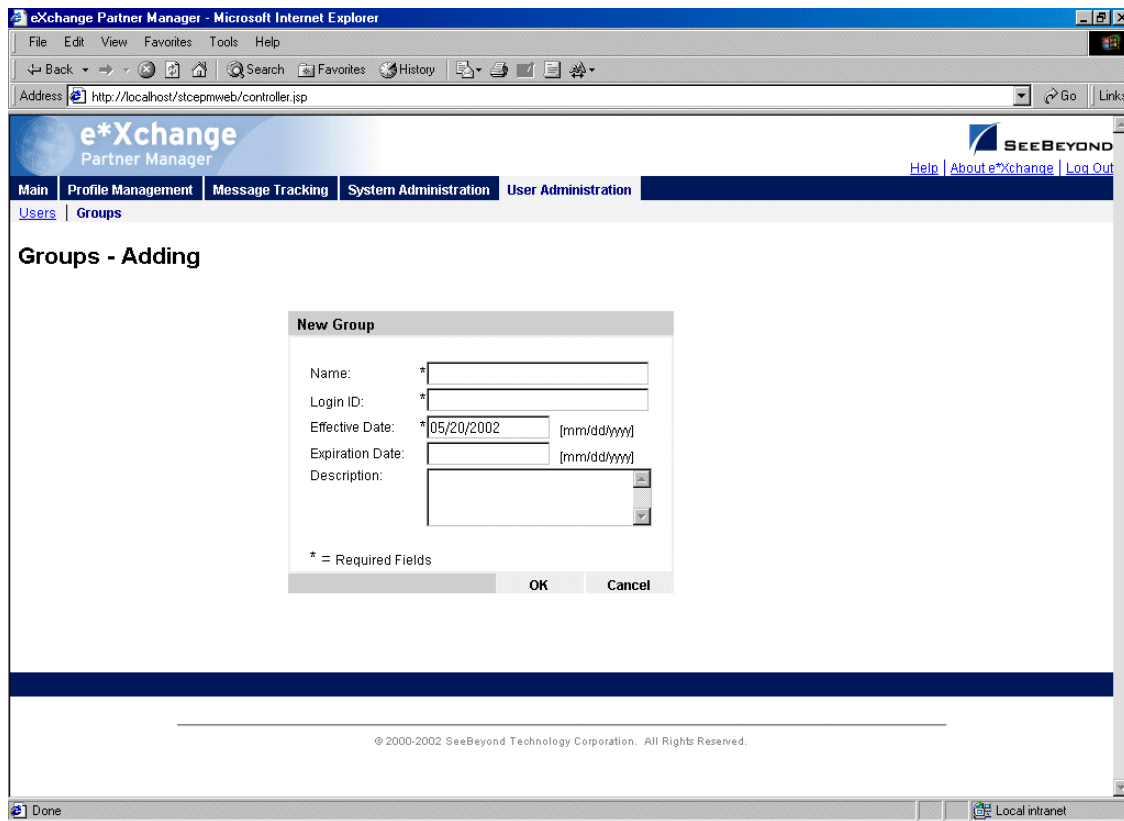 eXchange Partner Manager - Microsoft Internet Explorer
File Edit View Favorites Tools Help
Back Search Favorites History
Address http://localhost/stcepmweb/controller.jsp Go Links
e*Xchange
Partner Manager
SEEBEYOND
Help | About e*Xchange | Log Out
Main Profile Management Message Tracking System Administration User Administration
Users | Groups
Groups - Adding
New Group
Name: *
Login ID: *
Effective Date: * 05/20/2002 [mm/dd/yyyy]
Expiration Date: [mm/dd/yyyy]
Description:
* = Required Fields
OK Cancel
© 2000-2002 SeeBeyond Technology Corporation. All Rights Reserved.
Done Local intranet